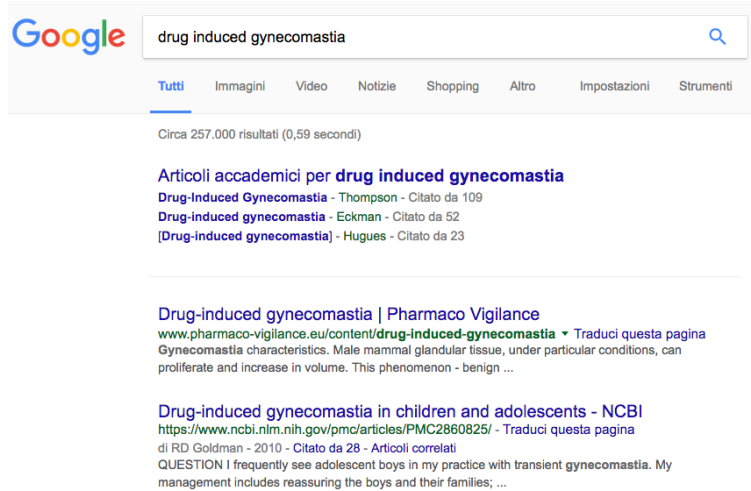 Google
drug induced gynecomastia
Tutti Immagini Video Notizie Shopping Altro Impostazioni Strumenti
Circa 257.000 risultati (0,59 secondi)
Articoli accademici per drug induced gynecomastia
Drug-Induced Gynecomastia - Thompson - Citato da 109
Drug-induced gynecomastia - Eckman - Citato da 52
[Drug-induced gynecomastia] - Hugues - Citato da 23
Drug-induced gynecomastia | Pharmaco Vigilance
www.pharmaco-vigilance.eu/content/drug-induced-gynecomastia ▾ Traduci questa pagina
Gynecomastia characteristics. Male mammal glandular tissue, under particular conditions, can
proliferate and increase in volume. This phenomenon - benign ...
Drug-induced gynecomastia in children and adolescents - NCBI
https://www.ncbi.nlm.nih.gov/pmc/articles/PMC2860825/ - Traduci questa pagina
di RD Goldman - 2010 - Citato da 28 - Articoli correlati
QUESTION I frequently see adolescent boys in my practice with transient gynecomastia. My
management includes reassuring the boys and their families; ...